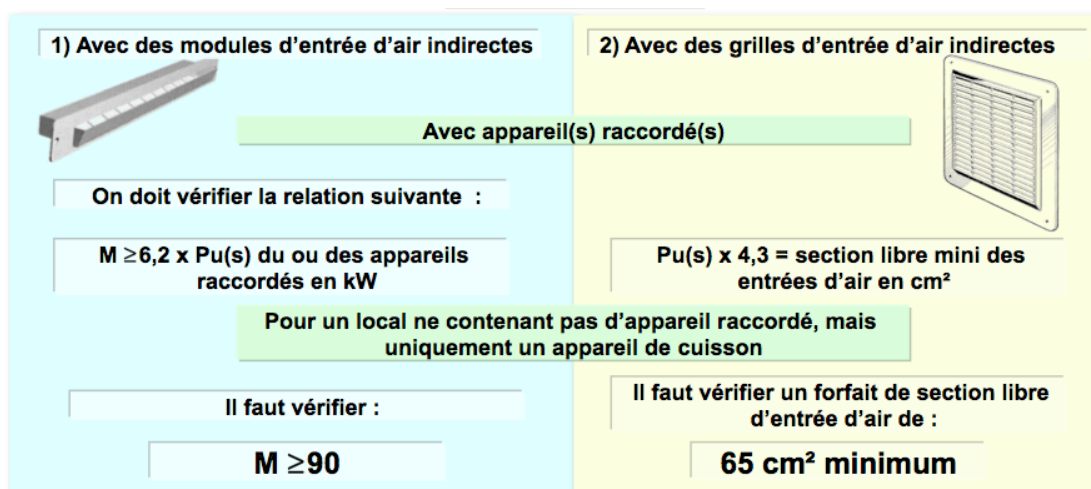 1) Avec des modules d'entrée d'air indirectes
2) Avec des grilles d'entrée d'air indirectes
Avec appareil(s) raccordé(s)
On doit vérifier la relation suivante :
M ≥6,2 x Pu(s) du ou des appareils
raccordés en kW
Pu(s) x 4,3 = section libre mini des
entrées d'air en cm²
Pour un local ne contenant pas d'appareil raccordé, mais
uniquement un appareil de cuisson
Il faut vérifier :
M ≥90
Il faut vérifier un forfait de section libre
d'entrée d'air de :
65 cm² minimum